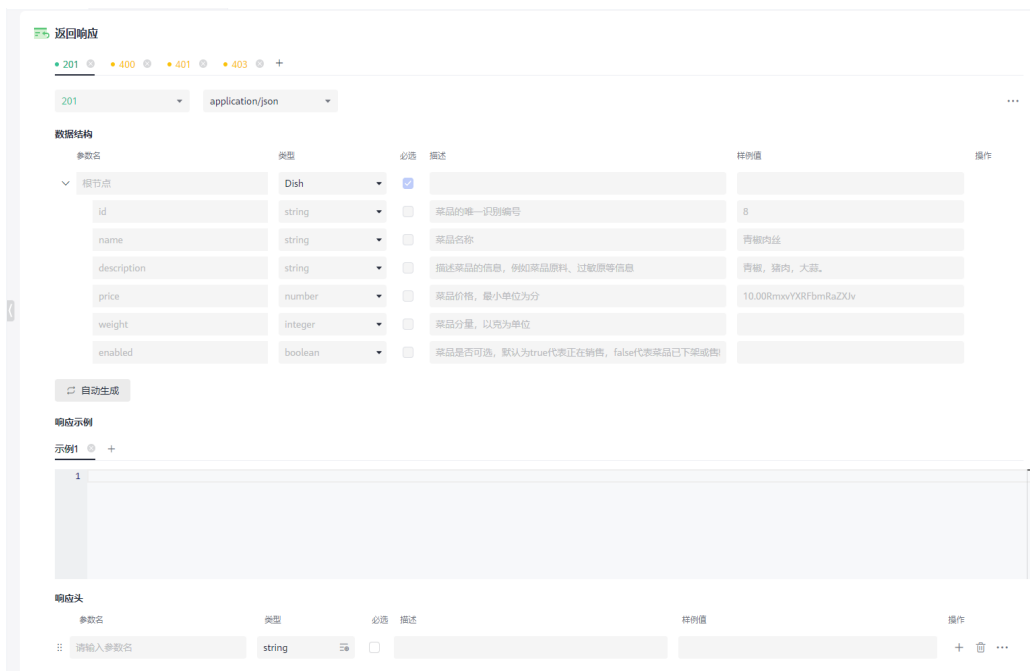 返回响应
201 400 401 403 +
201 application/json ...
数据结构
参数名 类型 必选 描述 样例值 操作
根节点 Dish
id string 菜品的唯一识别编号 8
name string 菜品名称 青椒肉丝
description string 描述菜品的信息，例如菜品原料、过敏原等信息 青椒，猪肉，大蒜。
price number 菜品价格，最小单位为分 10.00RmxvYXRFbmRaZXJv
weight integer 菜品分量，以克为单位
enabled boolean 菜品是否可选，默认为true代表正在销售，false代表菜品已下架或售
自动生成
响应示例
示例1 +
1
响应头
参数名 类型 必选 描述 样例值 操作
请输入参数名 string + ...